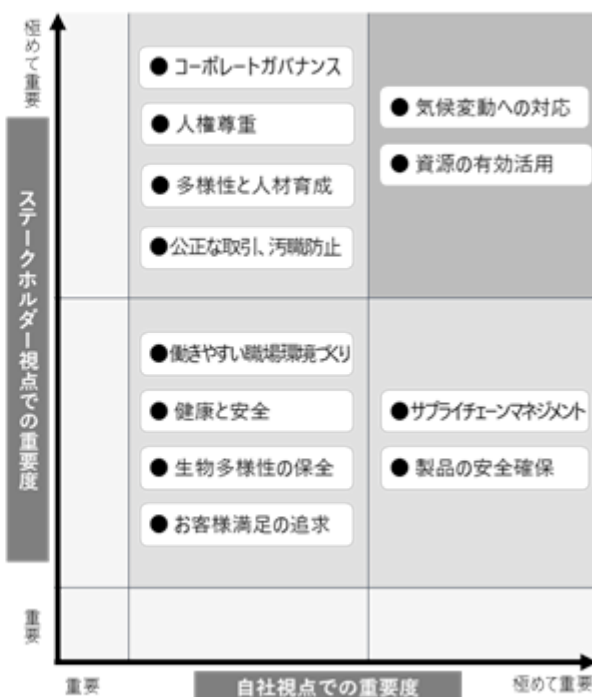 極めて重要
ステークホルダー視点での重要度
重要
● コーポレートガバナンス
● 人権尊重
● 多様性と人材育成
●公正な取引、汚職防止
● 気候変動への対応
● 資源の有効活用
●働きやすい職場環境づくり
● 健康と安全
● 生物多様性の保全
● お客様満足の追求
●サプライチェーンマネジメント
● 製品の安全確保
重要
自社視点での重要度
極めて重要